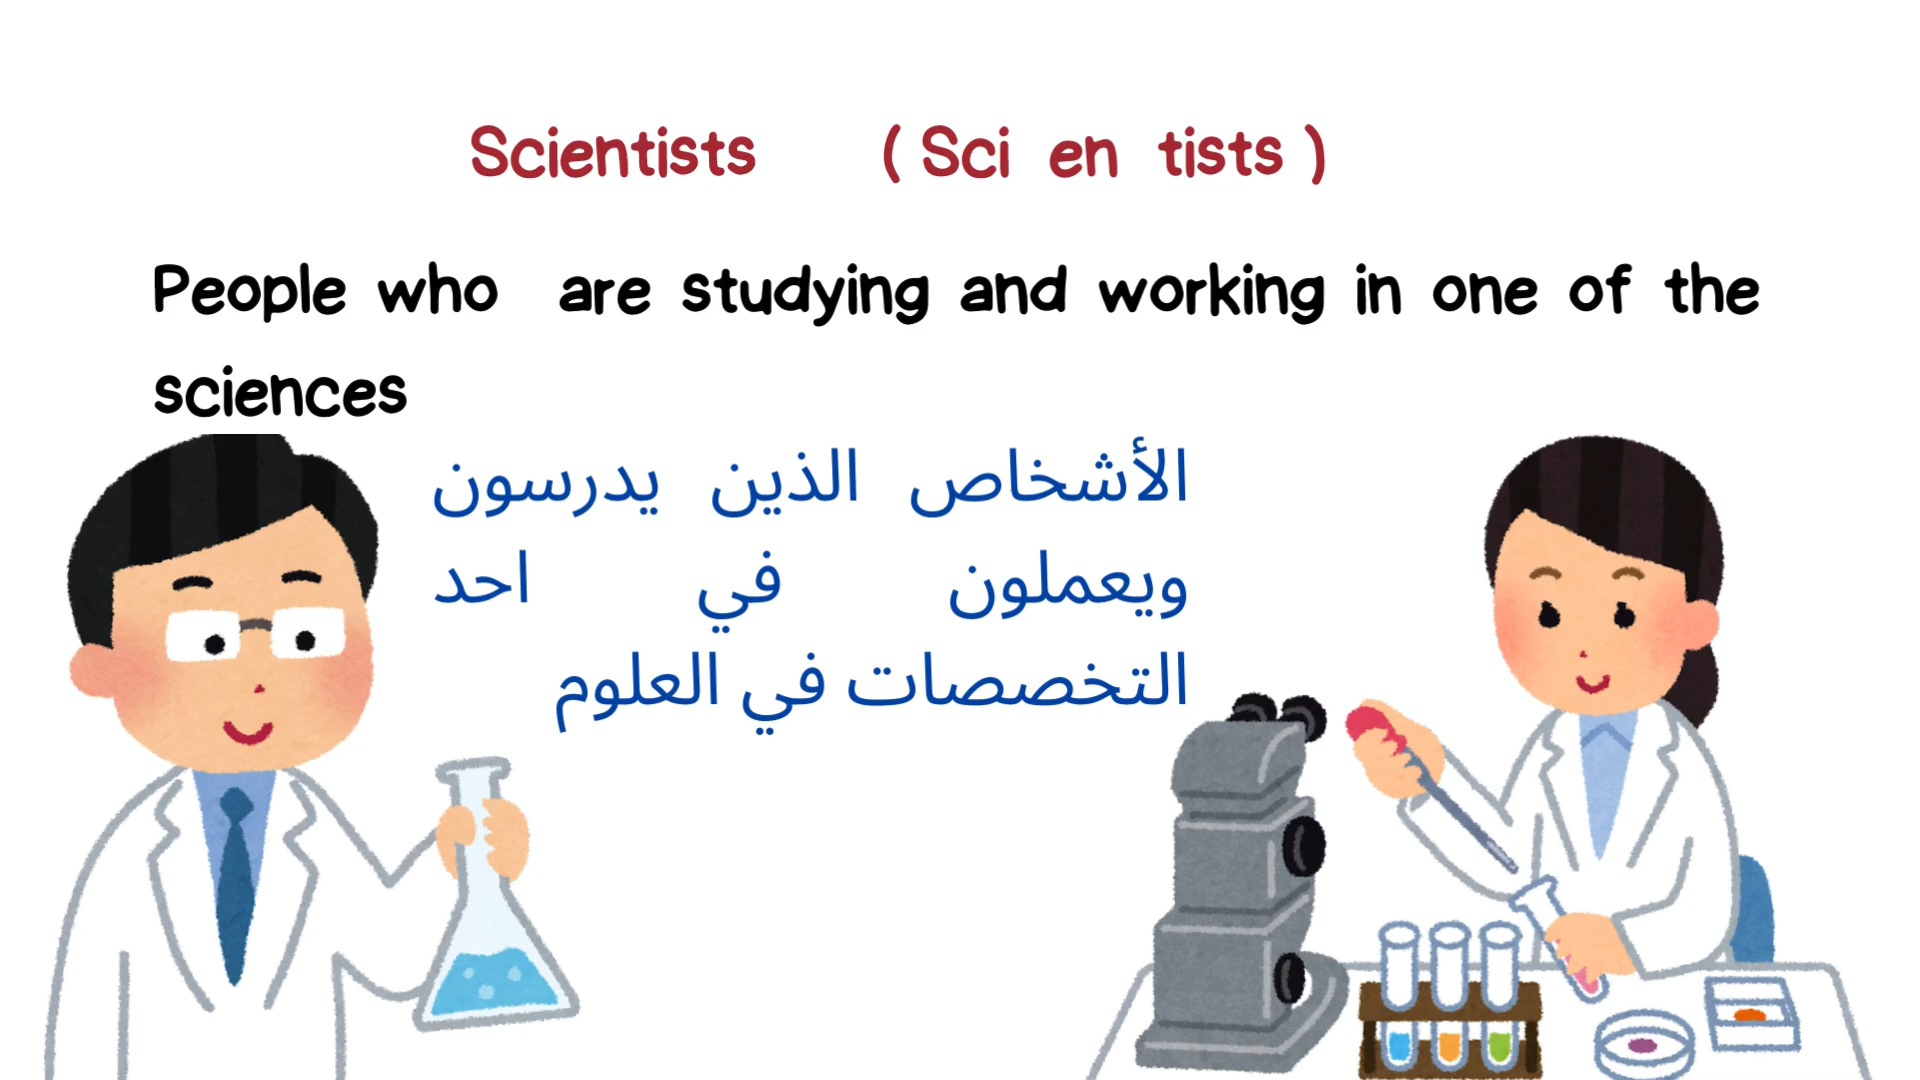 Scientists ( Sci en tists )
People who are studying and working in one of the
sciences
الأشخاص الذين يدرسون
ويعملون في احد
التخصصات في العلوم